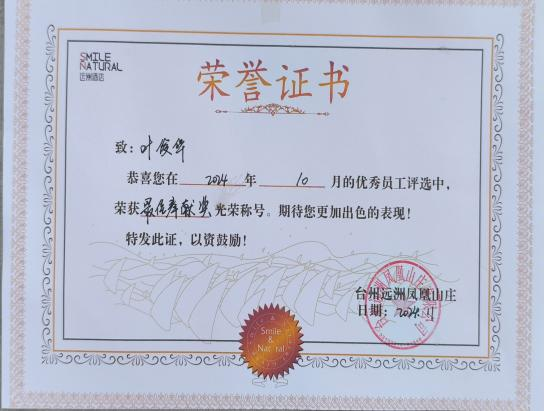 SMILE
NATURAL
远洲酒店
荣誉证书
致：叶俊华
恭喜您在 2024 年 10 月的优秀员工评选中，
荣获最佳奉献奖光荣称号。期待您更加出色的表现！
特发此证，以资鼓励！
台州远洲凤凰山庄
日期：2024.11
Smile
&
Natural